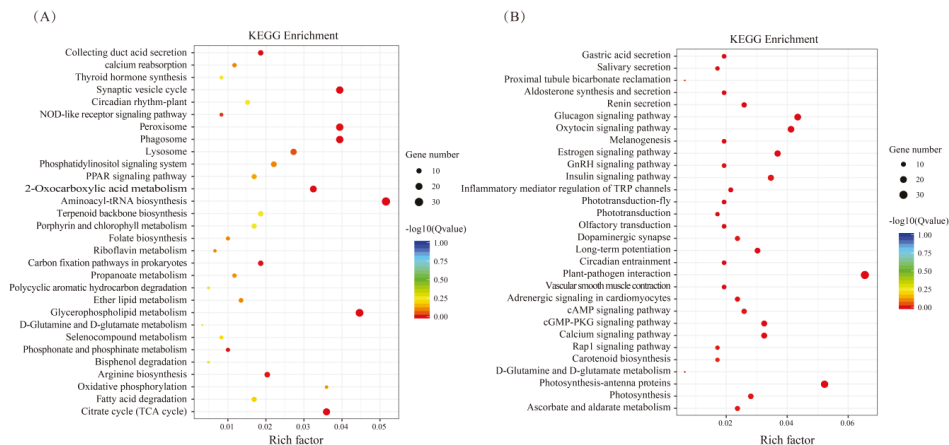 (A)
KEGG Enrichment
Collecting duct acid secretion
calcium reabsorption
Thyroid hormone synthesis
Synaptic vesicle cycle
Circadian rhythm-plant
NOD-like receptor signaling pathway
Peroxisome
Phagosome
Lysosome
Phosphatidylinositol signaling system
PPAR signaling pathway
2-Oxocarboxylic acid metabolism
Aminoacyl-tRNA biosynthesis
Terpenoid backbone biosynthesis
Porphyrin and chlorophyll metabolism
Folate biosynthesis
Riboflavin metabolism
Carbon fixation pathways in prokaryotes
Propanoate metabolism
Polycyclic aromatic hydrocarbon degradation
Ether lipid metabolism
Glycerophospholipid metabolism
D-Glutamine and D-glutamate metabolism
Selenocompound metabolism
Phosphonate and phosphinate metabolism
Bisphenol degradation
Arginine biosynthesis
Oxidative phosphorylation
Fatty acid degradation
Citrate cycle (TCA cycle)
0.01 0.02 0.03 0.04 0.05
Rich factor
Gene number
10
20
30
-log10(Qvalue)
1.00
0.75
0.50
0.25
0.00
(B)
KEGG Enrichment
Gastric acid secretion
Salivary secretion
Proximal tubule bicarbonate reclamation
Aldosterone synthesis and secretion
Renin secretion
Glucagon signaling pathway
Oxytocin signaling pathway
Melanogenesis
Estrogen signaling pathway
GnRH signaling pathway
Insulin signaling pathway
Inflammatory mediator regulation of TRP channels
Phototransduction-fly
Phototransduction
Olfactory transduction
Dopaminergic synapse
Long-term potentiation
Circadian entrainment
Plant-pathogen interaction
Vascular smooth muscle contraction
Adrenergic signaling in cardiomyocytes
cAMP signaling pathway
cGMP-PKG signaling pathway
Calcium signaling pathway
Rap1 signaling pathway
Carotenoid biosynthesis
D-Glutamine and D-glutamate metabolism
Photosynthesis-antenna proteins
Photosynthesis
Ascorbate and aldarate metabolism
0.02 0.04 0.06
Rich factor
Gene number
10
20
30
-log10(Qvalue)
1.00
0.75
0.50
0.25
0.00